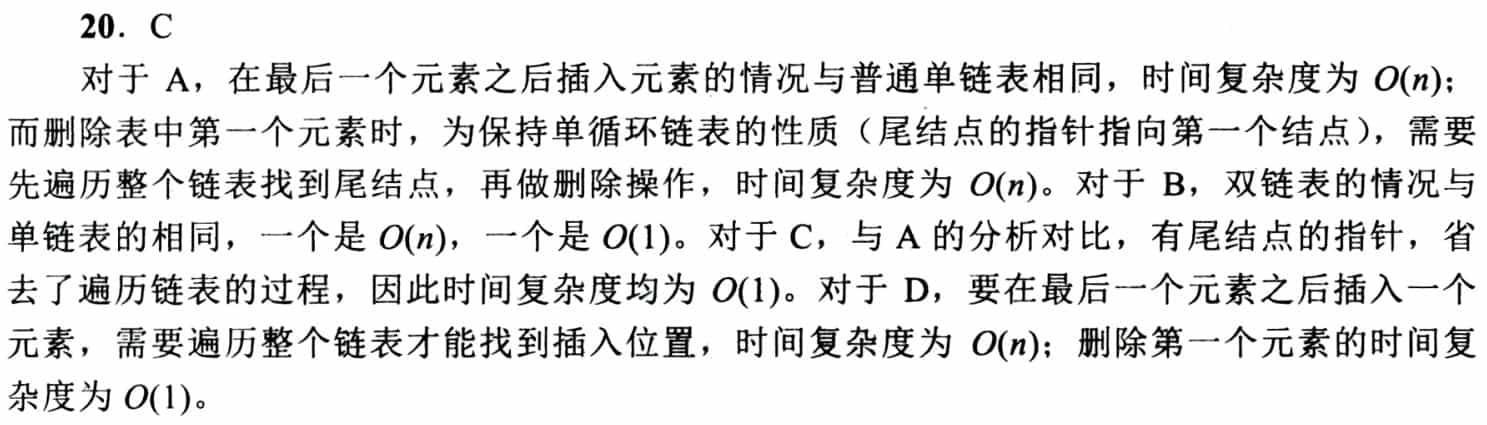 20. C
对于 A，在最后一个元素之后插入元素的情况与普通单链表相同，时间复杂度为 O(n)；
而删除表中第一个元素时，为保持单循环链表的性质（尾结点的指针指向第一个结点），需要
先遍历整个链表找到尾结点，再做删除操作，时间复杂度为 O(n)。对于 B，双链表的情况与
单链表的相同，一个是 O(n)，一个是 O(1)。对于 C，与 A 的分析对比，有尾结点的指针，省
去了遍历链表的过程，因此时间复杂度均为 O(1)。对于 D，要在最后一个元素之后插入一个
元素，需要遍历整个链表才能找到插入位置，时间复杂度为 O(n)；删除第一个元素的时间复
杂度为 O(1)。